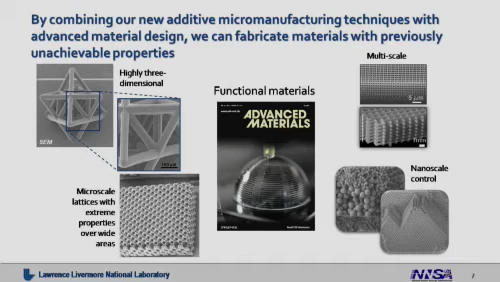 By combining our new additive micromanufacturing techniques with
advanced material design, we can fabricate materials with previously
unachievable properties
Highly three-
dimensional
SEM
Functional materials
ADVANCED
MATERIALS
Multi-scale
5 μm
Microscale
lattices with
extreme
properties
over wide
areas
Nanoscale
control
Lawrence Livermore National Laboratory
NNSA
7